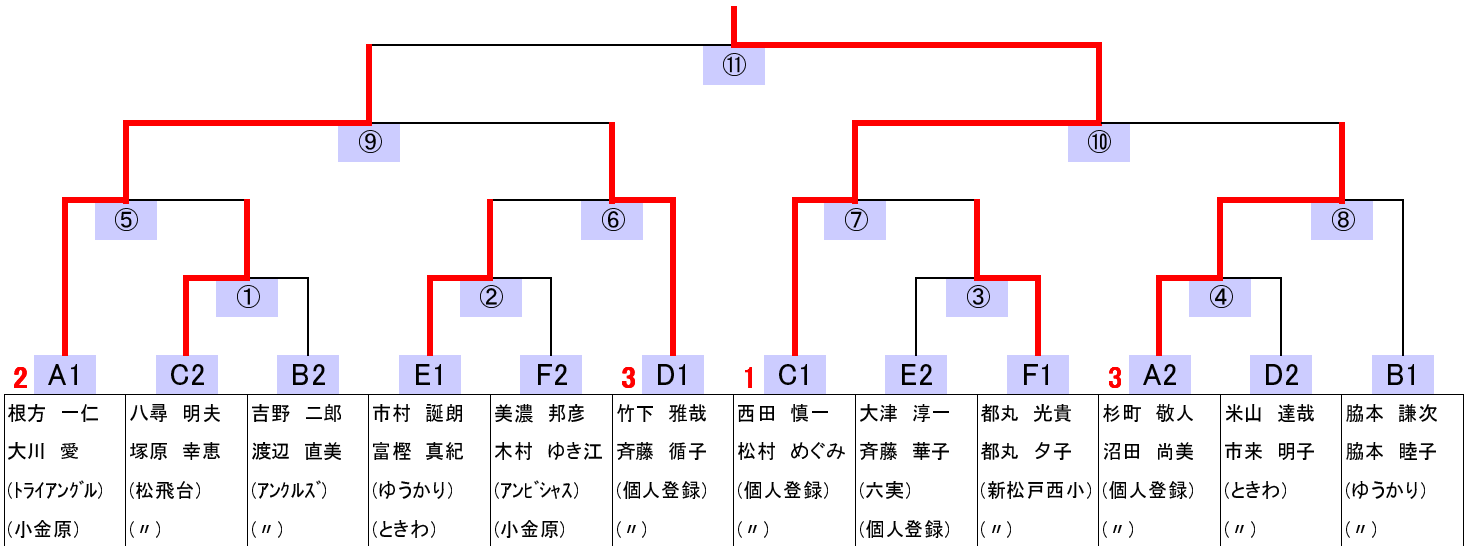 ⑪
⑨ ⑩
⑤ ⑥ ⑦ ⑧
① ② ③ ④
2 A1 C2 B2 E1 F2 3 D1 1 C1 E2 F1 3 A2 D2 B1
根方 一仁 八尋 明夫 吉野 二郎 市村 誕朗 美濃 邦彦 竹下 雅哉 西田 慎一 大津 淳一 都丸 光貴 杉町 敬人 米山 達哉 脇本 謙次
大川 愛 塚原 幸恵 渡辺 直美 富樫 真紀 木村 ゆき江 斉藤 循子 松村 めぐみ 斉藤 華子 都丸 夕子 沼田 尚美 市来 明子 脇本 睦子
(ﾄﾗｲｱﾝｸﾞﾙ) (松飛台) (ｱﾝｸﾙｽﾞ) (ゆうかり) (ｱﾝﾋﾞｼｬｽ) (個人登録) (個人登録) (六実) (新松戸西小) (個人登録) (ときわ) (ゆうかり)
(小金原) (〃) (〃) (ときわ) (小金原) (〃) (〃) (個人登録) (〃) (〃) (〃) (〃)